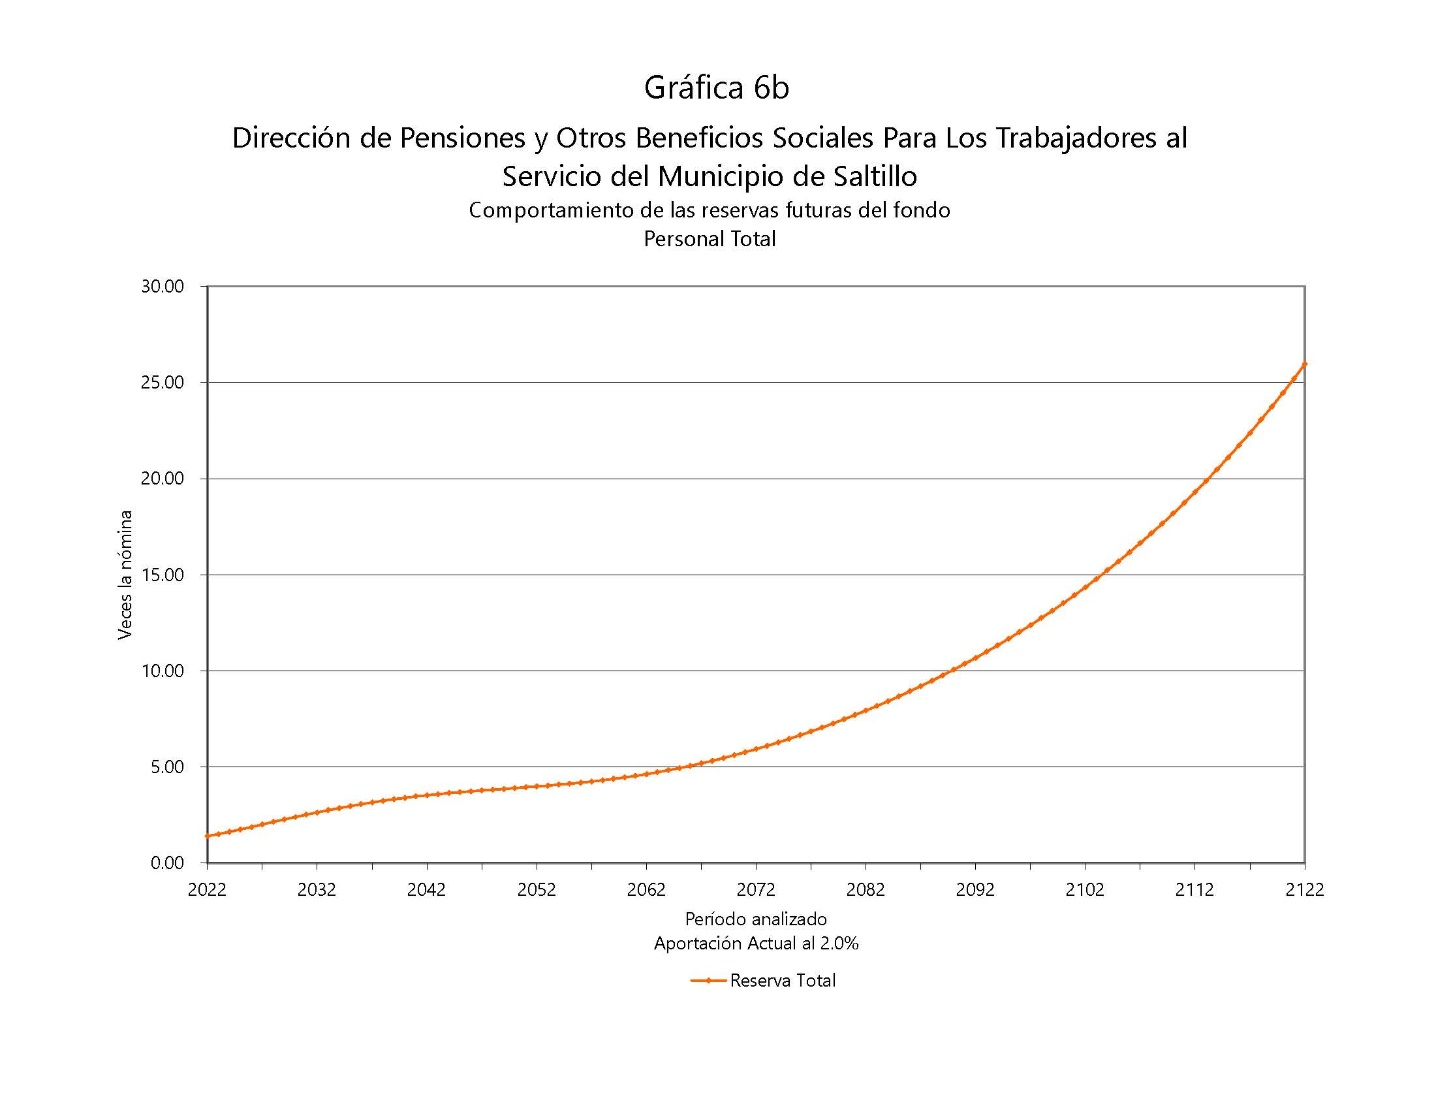 Gráfica 6b
Dirección de Pensiones y Otros Beneficios Sociales Para Los Trabajadores al
Servicio del Municipio de Saltillo
Comportamiento de las reservas futuras del fondo
Personal Total
30.00
25.00
20.00
15.00
10.00
5.00
0.00
Veces la nómina
2022 2032 2042 2052 2062 2072 2082 2092 2102 2112 2122
Período analizado
Aportación Actual al 2.0%
Reserva Total